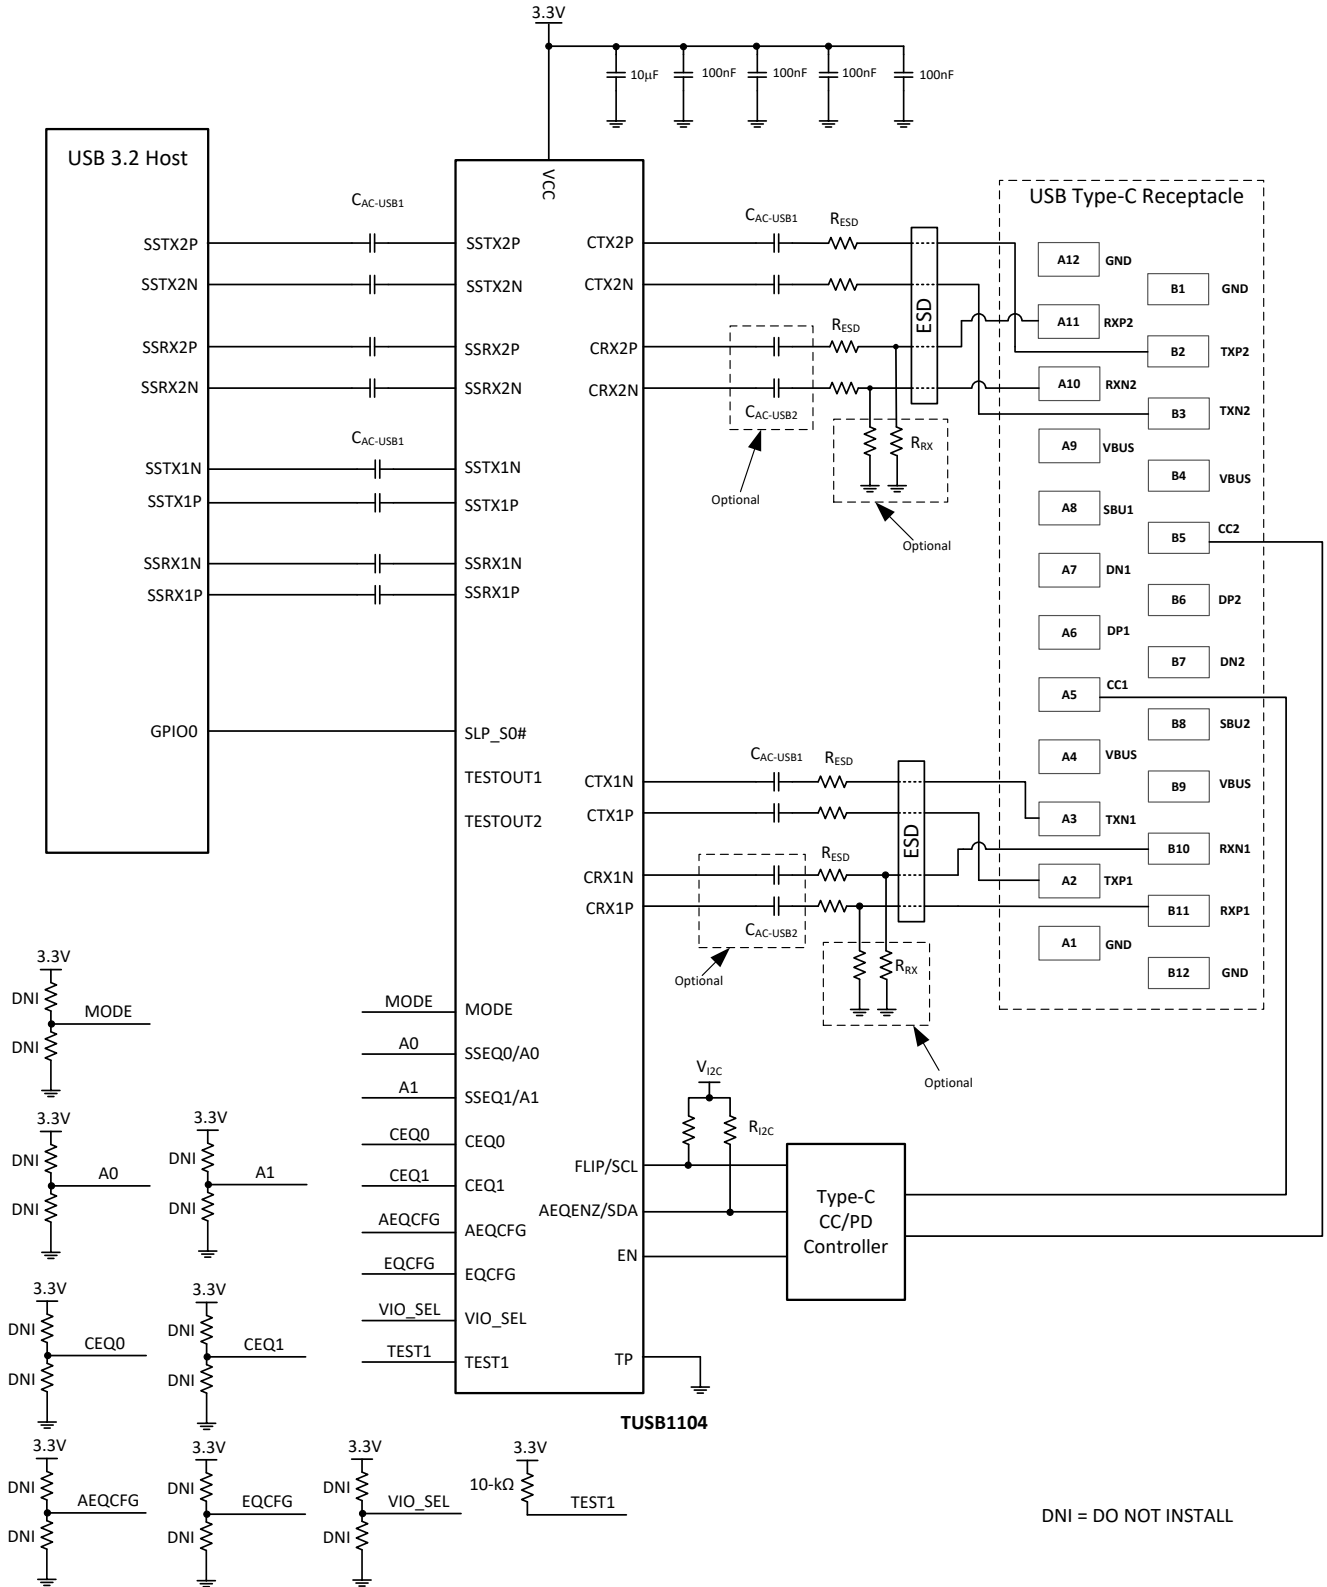 3.3V
10µF
100nF
100nF
100nF
100nF
USB 3.2 Host
SSTX2P
SSTX2N
SSRX2P
SSRX2N
SSTX1N
SSTX1P
SSRX1N
SSRX1P
GPIO0
CAC-USB1
CAC-USB1
VCC
SSTX2P
SSTX2N
SSRX2P
SSRX2N
SSTX1N
SSTX1P
SSRX1N
SSRX1P
SLP_S0#
TESTOUT1
TESTOUT2
CTX2P
CTX2N
CRX2P
CRX2N
CTX1N
CTX1P
CRX1N
CRX1P
CAC-USB1
RESD
RESD
CAC-USB2
RRX
ESD
Optional
Optional
CAC-USB1
RESD
RESD
CAC-USB2
RRX
ESD
Optional
Optional
USB Type-C Receptacle
A12 GND
B1 GND
A11 RXP2
B2 TXP2
A10 RXN2
B3 TXN2
A9 VBUS
B4 VBUS
A8 SBU1
B5 CC2
A7 DN1
B6 DP2
A6 DP1
B7 DN2
A5 CC1
B8 SBU2
A4 VBUS
B9 VBUS
A3 TXN1
B10 RXN1
A2 TXP1
B11 RXP1
A1 GND
B12 GND
MODE MODE
A0 SSEQ0/A0
A1 SSEQ1/A1
CEQ0 CEQ0
CEQ1 CEQ1
AEQCFG AEQCFG
EQCFG EQCFG
VIO_SEL VIO_SEL
TEST1 TEST1
FLIP/SCL
AEQENZ/SDA
EN
TP
VI2C
RI2C
Type-C
CC/PD
Controller
TUSB1104
3.3V
DNI
MODE
DNI
3.3V
DNI
A0
DNI
3.3V
DNI
A1
DNI
3.3V
DNI
CEQ0
DNI
3.3V
DNI
CEQ1
DNI
3.3V
DNI
AEQCFG
DNI
3.3V
DNI
EQCFG
DNI
3.3V
DNI
VIO_SEL
DNI
3.3V
10-kΩ
TEST1
DNI = DO NOT INSTALL